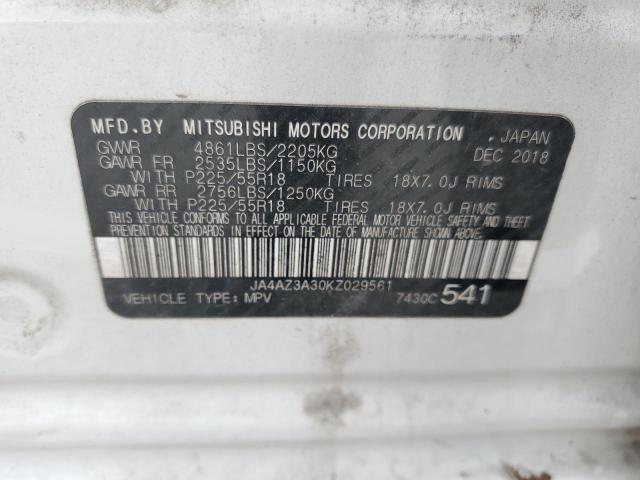 MFD.BY MITSUBISHI MOTORS CORPORATION , JAPAN
GVWR 4861LBS/2205KG DEC 2018
GAWR FR 2535LBS/1150KG
WITH P225/55R18 TIRES 18X7.0J RIMS
GAWR RR 2756LBS/1250KG
WITH P225/55R18 TIRES 18X7.0J RIMS
THIS VEHICLE CONFORMS TO ALL APPLICABLE FEDERAL MOTOR VEHICLE SAFETY AND THEFT
PREVENTION STANDARDS IN EFFECT ON THE DATE OF MANUFACTURE SHOWN ABOVE.
JA4AZ3A30KZ029561
VEHICLE TYPE: MPV 7430C 541